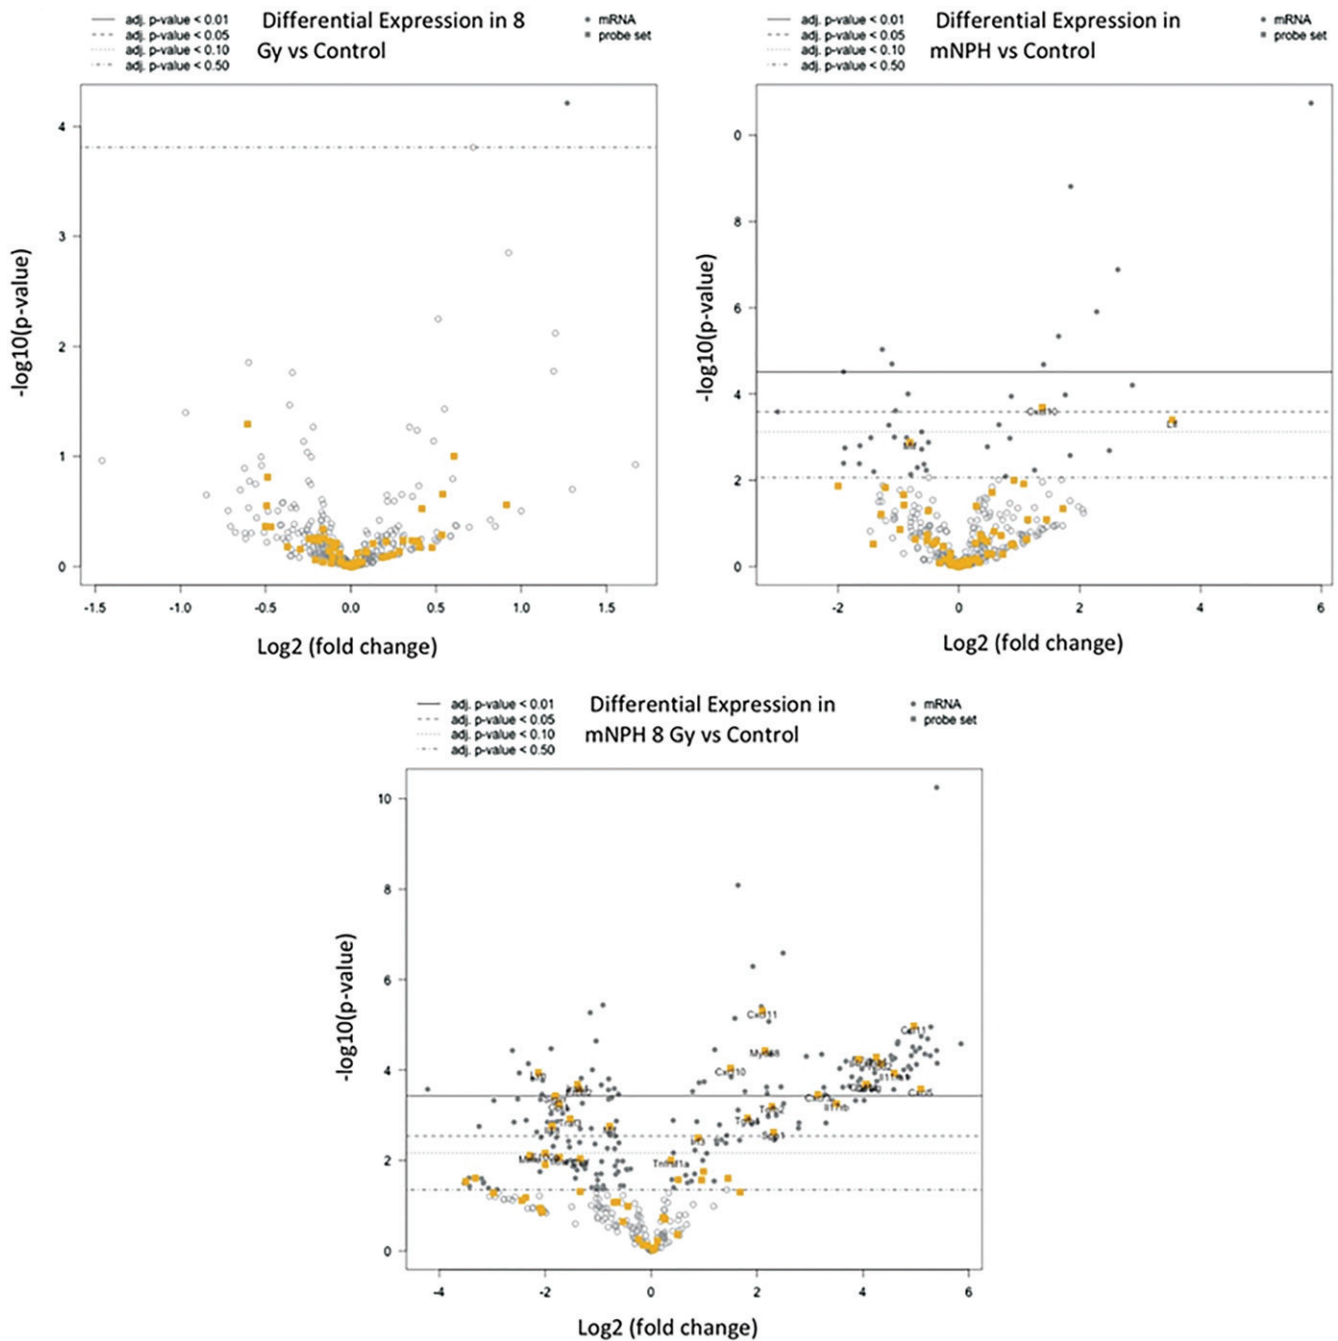 adj. p-value < 0.01
adj. p-value < 0.05
adj. p-value < 0.10
adj. p-value < 0.50
Differential Expression in 8
Gy vs Control
mRNA
probe set
4
3
2
1
0
-log10(p-value)
-1.5 -1.0 -0.5 0.0 0.5 1.0 1.5
Log2 (fold change)
adj. p-value < 0.01
adj. p-value < 0.05
adj. p-value < 0.10
adj. p-value < 0.50
Differential Expression in
mNPH vs Control
mRNA
probe set
0
8
6
4
2
0
-log10(p-value)
Cxcl10
-2 0 2 4 6
Log2 (fold change)
adj. p-value < 0.01
adj. p-value < 0.05
adj. p-value < 0.10
adj. p-value < 0.50
Differential Expression in
mNPH 8 Gy vs Control
mRNA
probe set
10
8
6
4
2
0
-log10(p-value)
Cxcl11
Myd88
Cxcl10
Tnfrsf1a
-4 -2 0 2 4 6
Log2 (fold change)